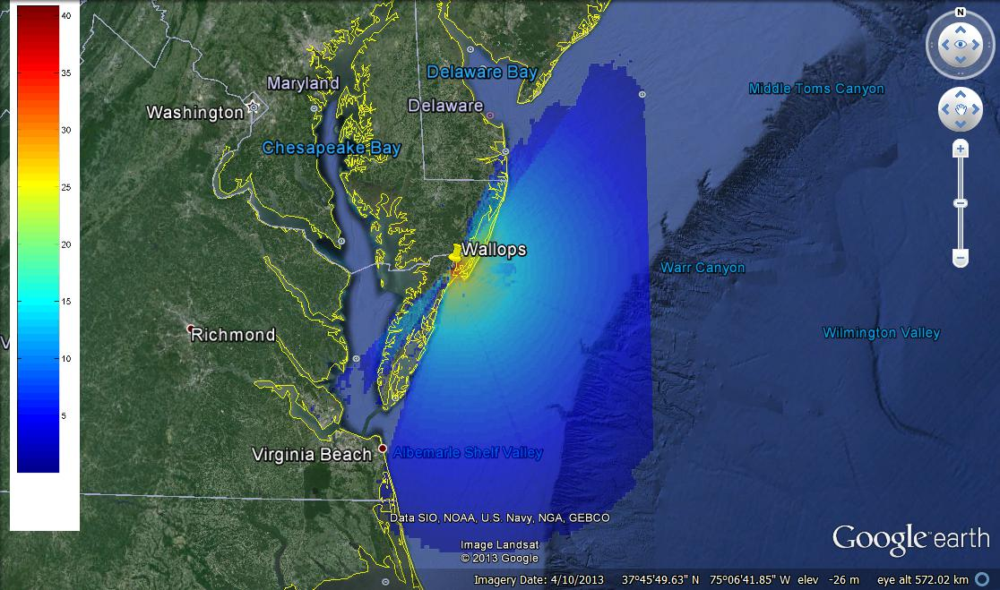 40
35
30
25
20
15
10
5
N
Maryland
Delaware Bay
Middle Toms Canyon
Washington
Delaware
Chesapeake Bay
Wallops
Warr Canyon
Richmond
Wilmington Valley
V
Virginia Beach
Albemarle Shelf Valley
Data SIO, NOAA, U.S. Navy, NGA, GEBCO
Image Landsat
© 2013 Google
Google earth
Imagery Date: 4/10/2013 37°45'49.63" N 75°06'41.85" W elev -26 m eye alt 572.02 km